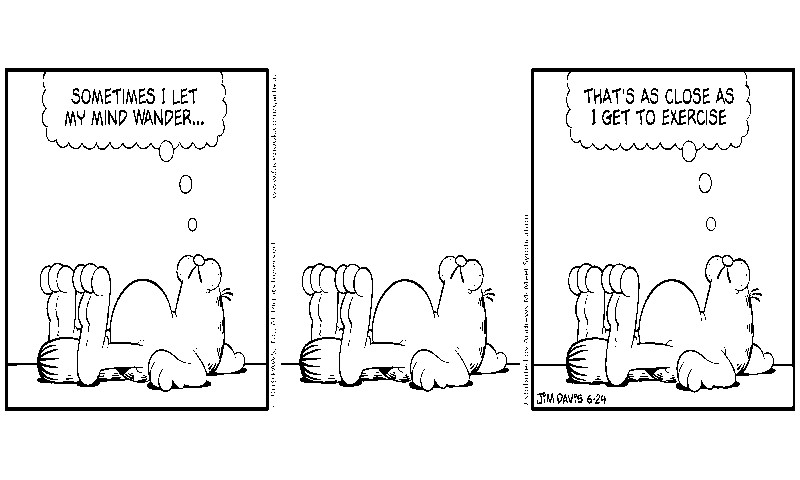 SOMETIMES I LET
MY MIND WANDER...
THAT'S AS CLOSE AS
I GET TO EXERCISE
JIM DAVIS 6-24